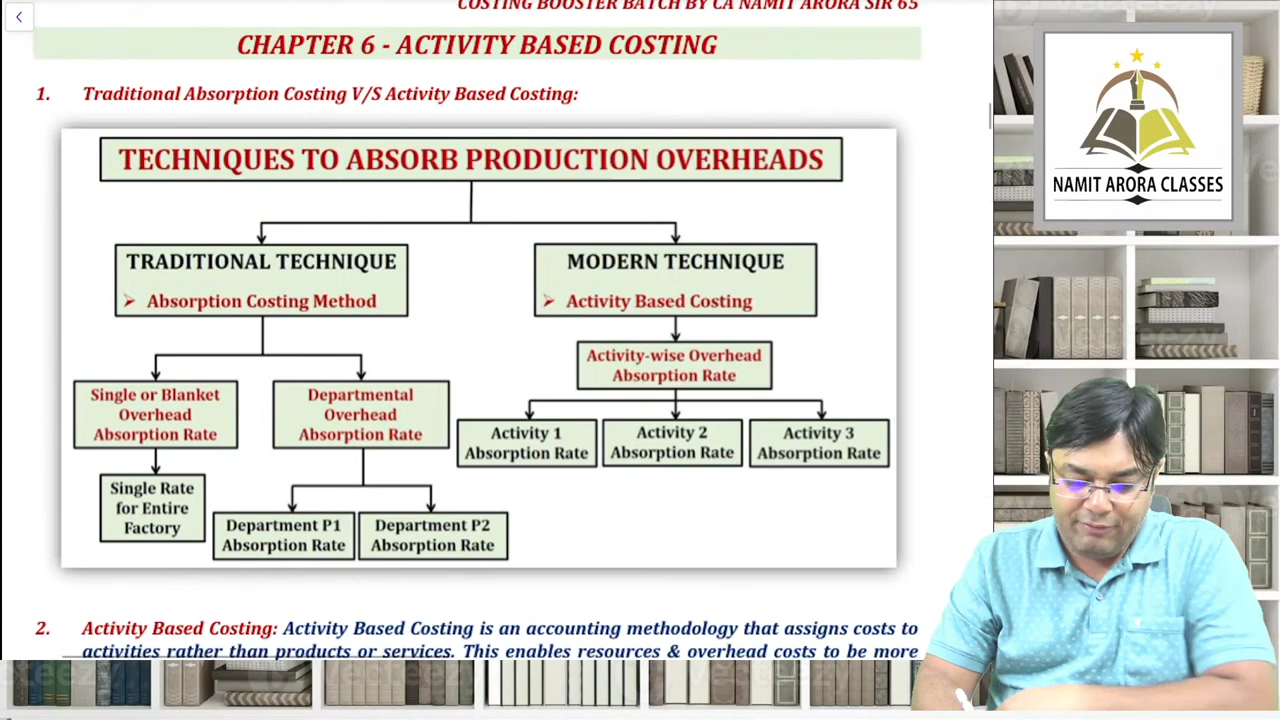 COSTING BOOSTER BATCH BY CA NAMIT ARORA SIR 65
CHAPTER 6 - ACTIVITY BASED COSTING
1. Traditional Absorption Costing V/S Activity Based Costing:
TECHNIQUES TO ABSORB PRODUCTION OVERHEADS
TRADITIONAL TECHNIQUE
➢ Absorption Costing Method
MODERN TECHNIQUE
➢ Activity Based Costing
Activity-wise Overhead
Absorption Rate
Single or Blanket
Overhead
Absorption Rate
Departmental
Overhead
Absorption Rate
Activity 1
Absorption Rate
Activity 2
Absorption Rate
Activity 3
Absorption Rate
Single Rate
for Entire
Factory
Department P1
Absorption Rate
Department P2
Absorption Rate
2. Activity Based Costing: Activity Based Costing is an accounting methodology that assigns costs to
activities rather than products or services. This enables resources & overhead costs to be more
NAMIT ARORA CLASSES